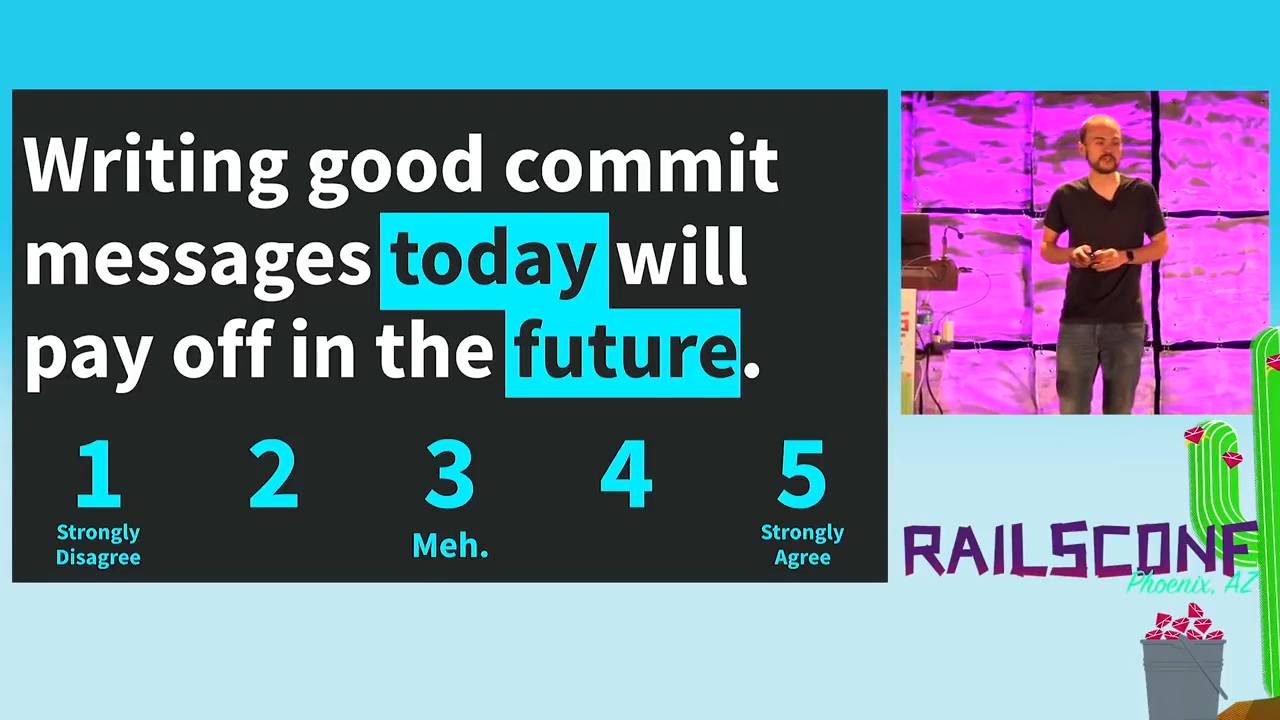 Writing good commit
messages today will
pay off in the future.
1 2 3 4 5
Strongly
Disagree
Meh.
Strongly
Agree
RAILSCONF
Phoenix, AZ